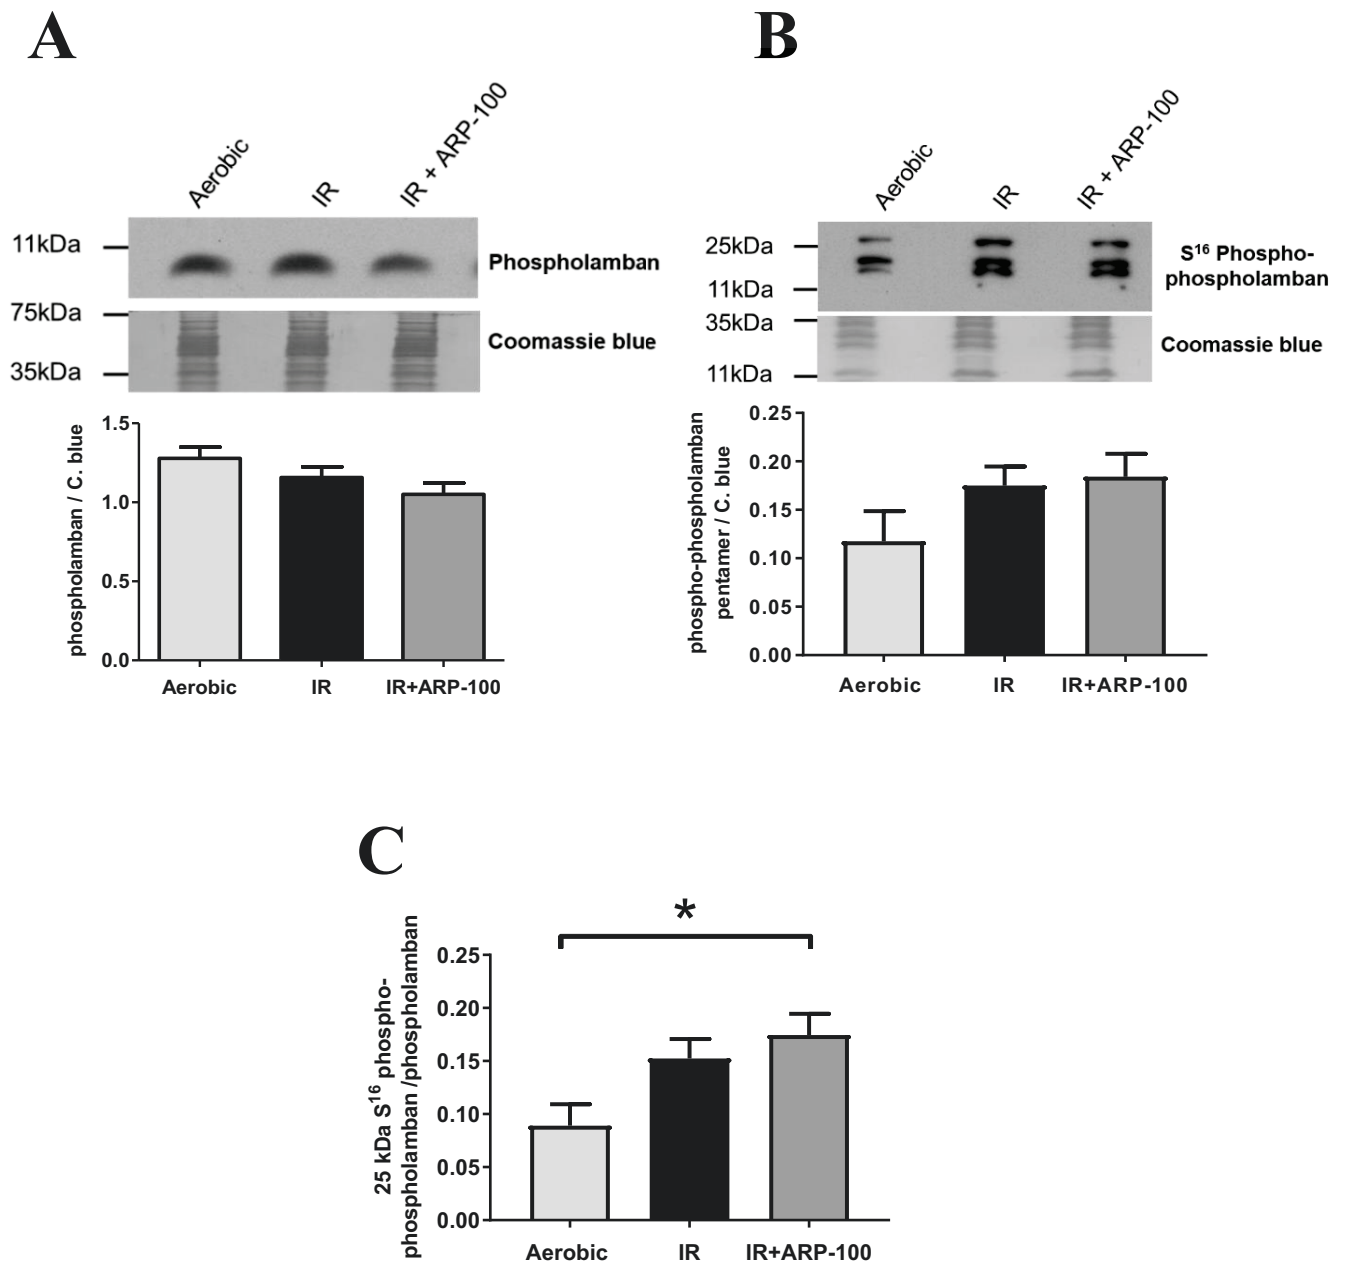 A
B
Aerobic
IR
IR + ARP-100
11kDa
Phospholamban
75kDa
Coomassie blue
35kDa
1.5
1.0
0.5
0.0
phospholamban / C. blue
Aerobic
IR
IR+ARP-100
Aerobic
IR
IR + ARP-100
25kDa
S¹⁶ Phospho-
phospholamban
11kDa
35kDa
Coomassie blue
11kDa
0.25
0.20
0.15
0.10
0.05
0.00
phospho-phospholamban
pentamer / C. blue
Aerobic
IR
IR+ARP-100
C
*
0.25
0.20
0.15
0.10
0.05
0.00
25 kDa S¹⁶ phospho-
phospholamban /phospholamban
Aerobic
IR
IR+ARP-100